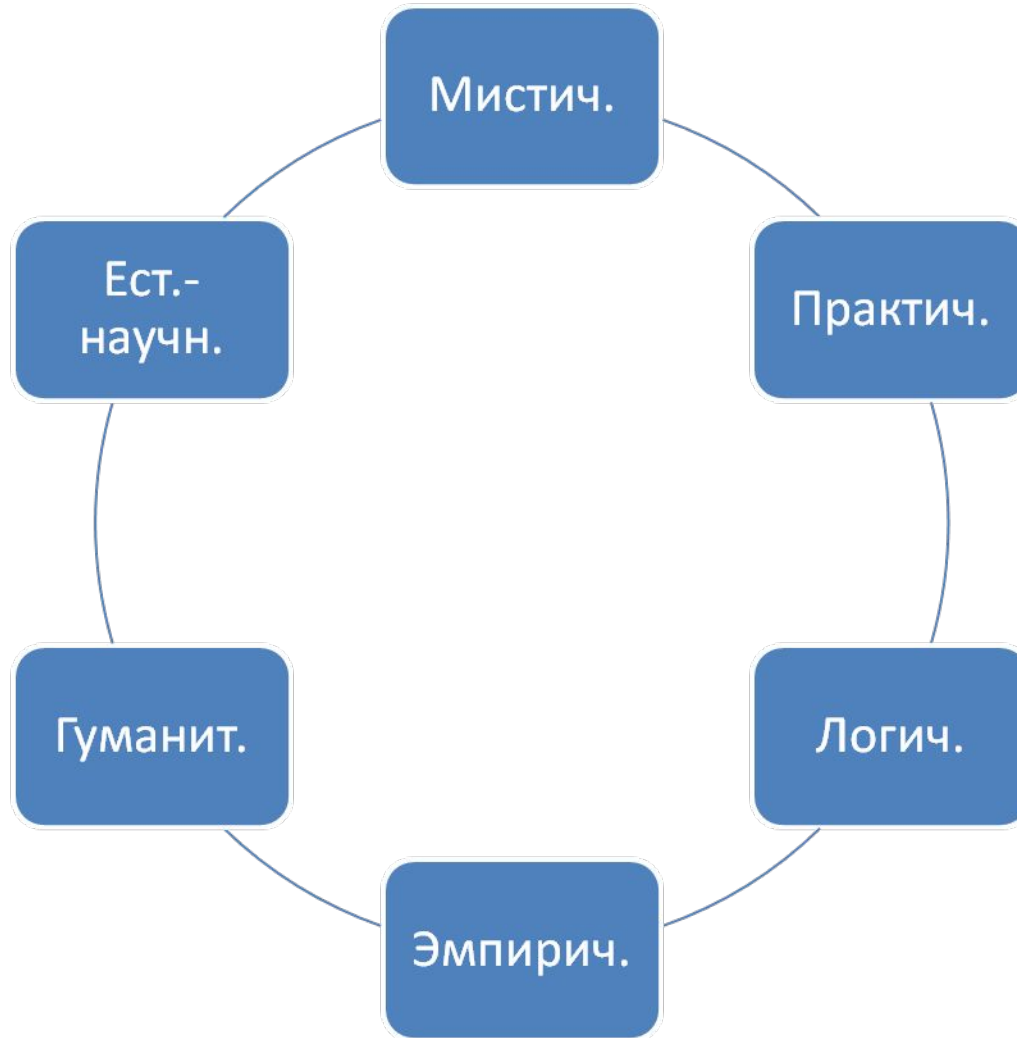 Мистич.
Практич.
Логич.
Эмпирич.
Гуманит.
Ест.-
научн.